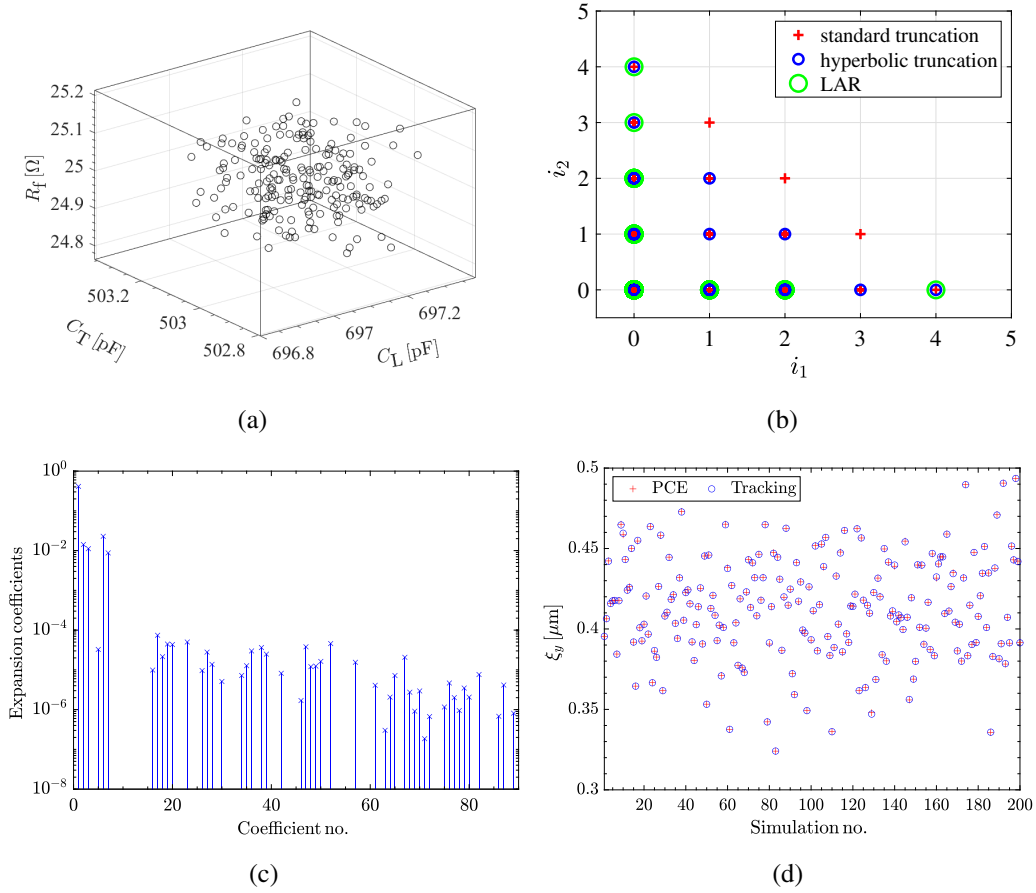 25.2
25.1
25
24.9
24.8
R_f [Ω]
503.2
503
502.8
C_T [pF]
696.8
697
697.2
C_L [pF]
(a)
standard truncation
hyperbolic truncation
LAR
4
3
2
1
0
i_2
0 1 2 3 4 5
i_1
(b)
10^0
10^-2
10^-4
10^-6
10^-8
Expansion coefficients
0 20 40 60 80
Coefficient no.
(c)
PCE Tracking
0.5
0.45
0.4
0.35
0.3
ξ_y [μm]
20 40 60 80 100 120 140 160 180 200
Simulation no.
(d)